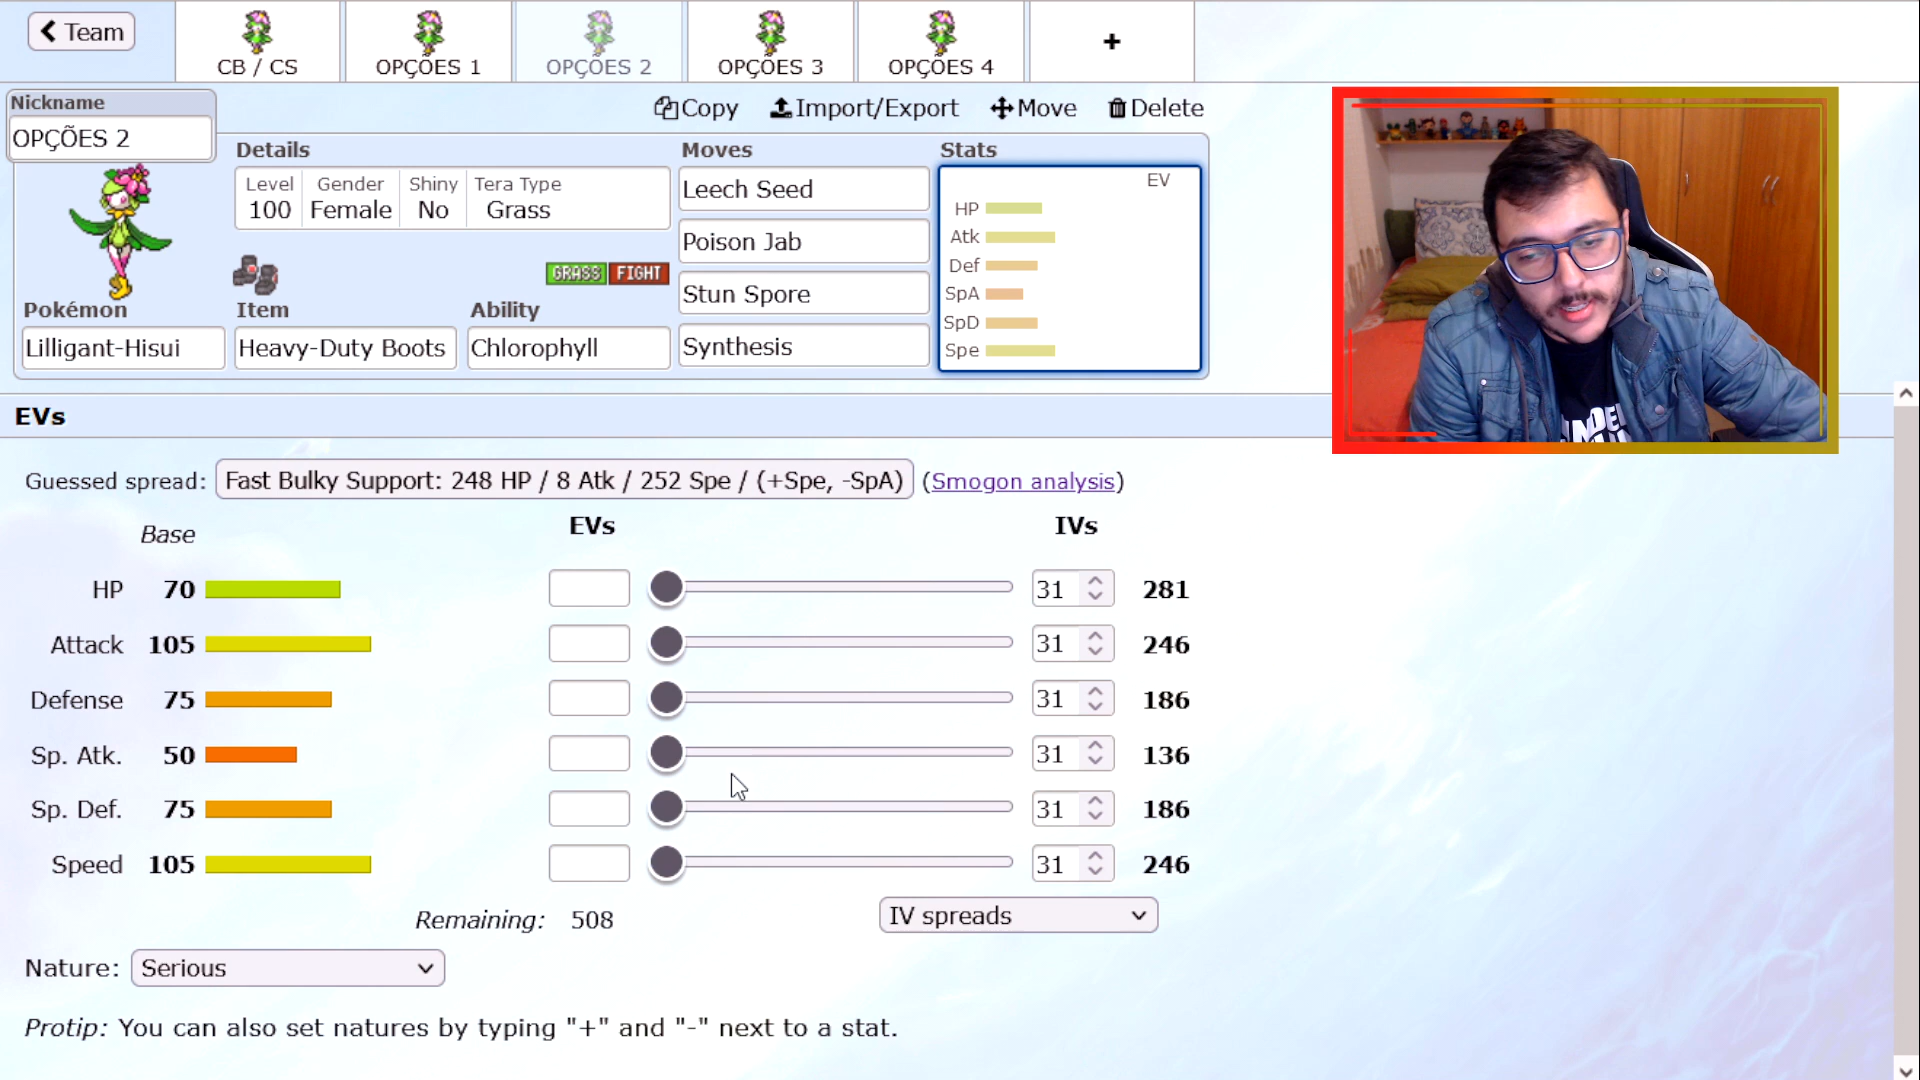 Team
CB / CS
OPÇÕES 1
OPÇÕES 2
OPÇÕES 3
OPÇÕES 4
+
Nickname
OPÇÕES 2
Copy
Import/Export
Move
Delete
Details
Moves
Stats
Level
Gender
Shiny
Tera Type
100
Female
No
Grass
Leech Seed
Poison Jab
Stun Spore
Synthesis
EV
HP
Atk
Def
SpA
SpD
Spe
GRASS FIGHT
Pokémon
Item
Ability
Lilligant-Hisui
Heavy-Duty Boots
Chlorophyll
EVs
Guessed spread: Fast Bulky Support: 248 HP / 8 Atk / 252 Spe / (+Spe, -SpA) (Smogon analysis)
Base EVs IVs
HP 70 31 281
Attack 105 31 246
Defense 75 31 186
Sp. Atk. 50 31 136
Sp. Def. 75 31 186
Speed 105 31 246
Remaining: 508 IV spreads
Nature: Serious
Protip: You can also set natures by typing "+" and "-" next to a stat.